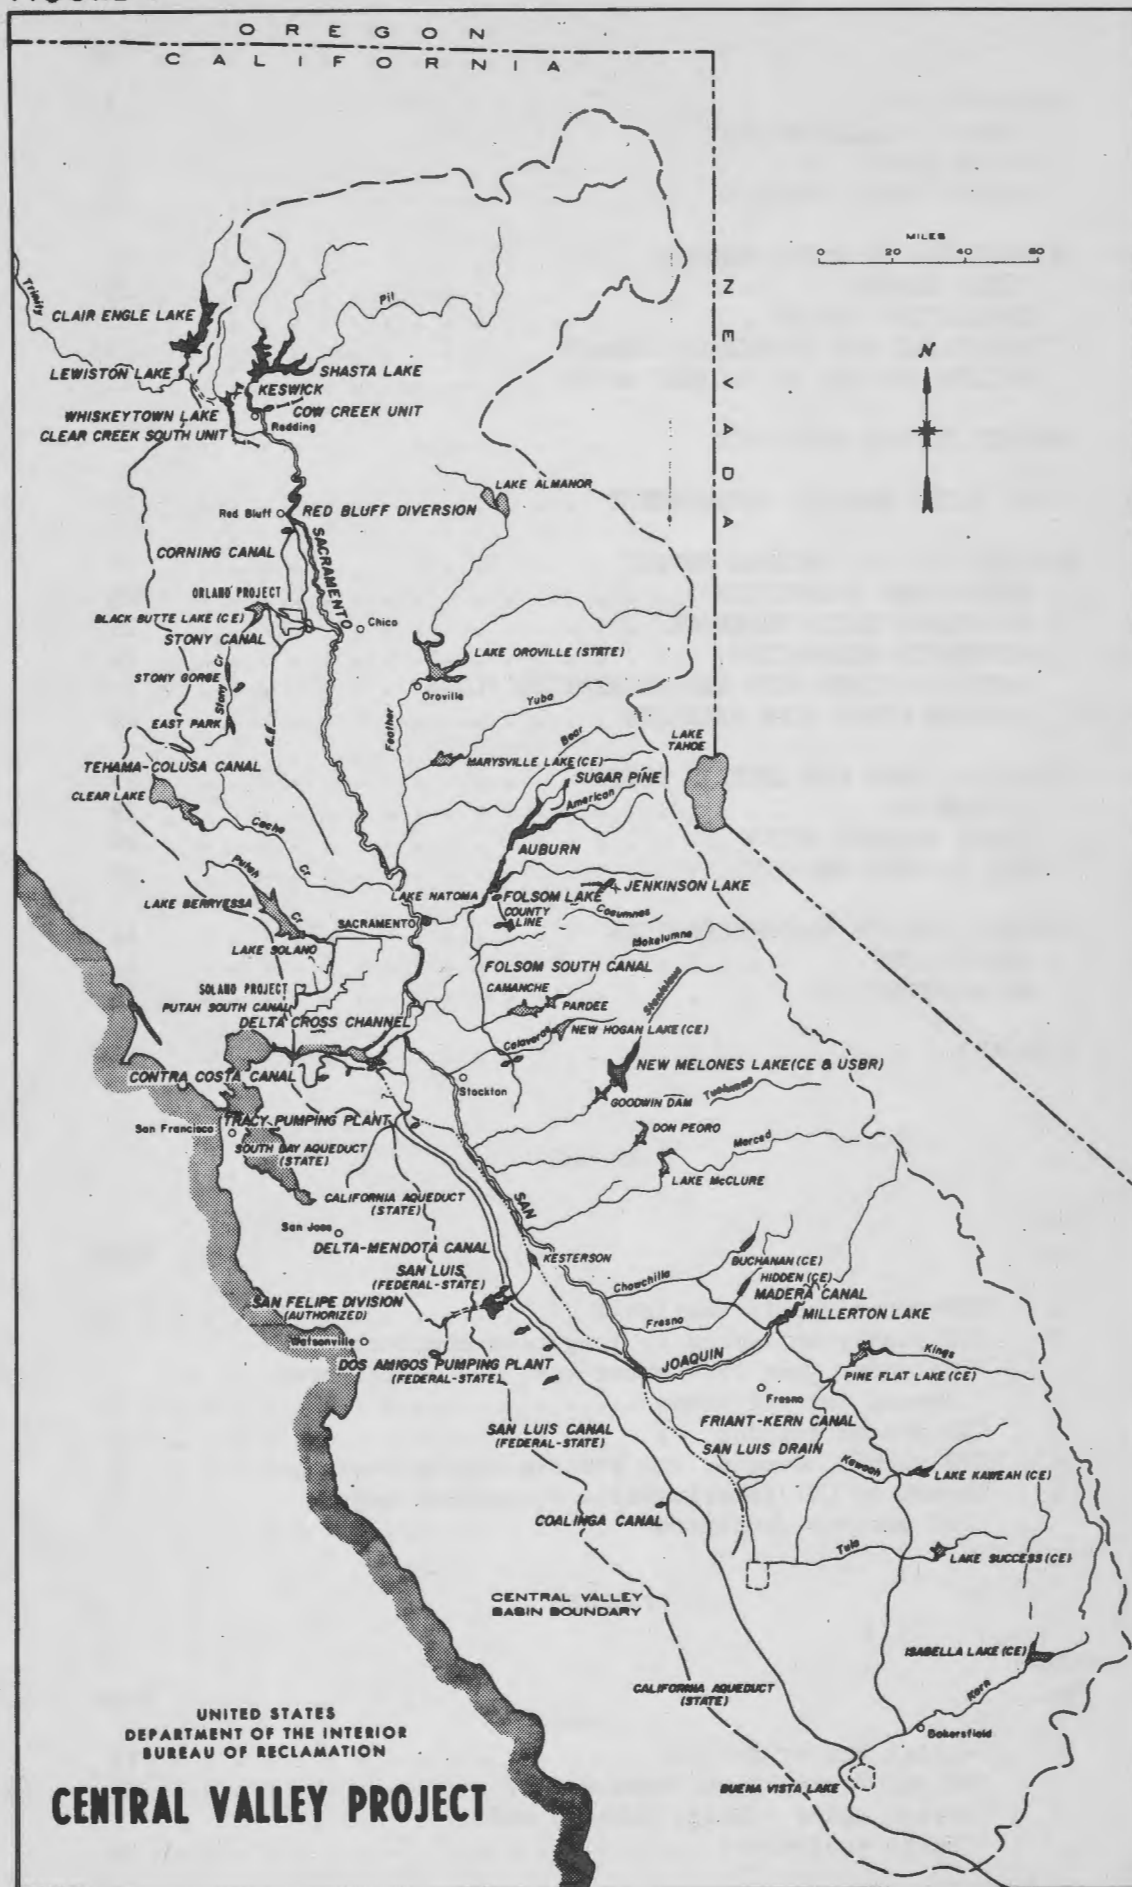 OREGON
CALIFORNIA
NEVADA
MILES
0 20 40 60
N
Trinity
CLAIR ENGLE LAKE
Pit
LEWISTON LAKE
SHASTA LAKE
KESWICK
WHISKEYTOWN LAKE
COW CREEK UNIT
Redding
CLEAR CREEK SOUTH UNIT
LAKE ALMANOR
Red Bluff
RED BLUFF DIVERSION
SACRAMENTO
CORNING CANAL
ORLAND PROJECT
BLACK BUTTE LAKE (CE)
Chico
STONY CANAL
LAKE OROVILLE (STATE)
STONY GORGE
Stony Cr
Oroville
EAST PARK
Feather
Yuba
Bear
LAKE
TAHOE
TEHAMA-COLUSA CANAL
MARYSVILLE LAKE (CE)
SUGAR PINE
CLEAR LAKE
American
Cache Cr
AUBURN
Putah Cr
LAKE NATOMA
FOLSOM LAKE
JENKINSON LAKE
LAKE BERRYESSA
COUNTY
LINE
Cosumnes
SACRAMENTO
LAKE SOLANO
Mokelumne
FOLSOM SOUTH CANAL
SOLANO PROJECT
CAMANCHE
Stanislaus
PUTAH SOUTH CANAL
PARDEE
DELTA CROSS CHANNEL
Calaveras
NEW HOGAN LAKE (CE)
CONTRA COSTA CANAL
NEW MELONES LAKE (CE & USBR)
Stockton
Tuolumne
GOODWIN DAM
TRACY PUMPING PLANT
San Francisco
DON PEDRO
SOUTH BAY AQUEDUCT
(STATE)
Merced
LAKE McCLURE
CALIFORNIA AQUEDUCT
(STATE)
SAN
San Jose
DELTA-MENDOTA CANAL
KESTERSON
BUCHANAN (CE)
SAN LUIS
(FEDERAL-STATE)
Chowchilla
HIDDEN (CE)
MADERA CANAL
SAN FELIPE DIVISION
(AUTHORIZED)
MILLERTON LAKE
Fresno
Watsonville
JOAQUIN
Kings
DOS AMIGOS PUMPING PLANT
(FEDERAL-STATE)
PINE FLAT LAKE (CE)
Fresno
FRIANT-KERN CANAL
SAN LUIS CANAL
(FEDERAL-STATE)
SAN LUIS DRAIN
Kaweah
LAKE KAWEAH (CE)
COALINGA CANAL
Tule
LAKE SUCCESS (CE)
CENTRAL VALLEY
BASIN BOUNDARY
ISABELLA LAKE (CE)
CALIFORNIA AQUEDUCT
(STATE)
Kern
Bakersfield
BUENA VISTA LAKE
UNITED STATES
DEPARTMENT OF THE INTERIOR
BUREAU OF RECLAMATION
CENTRAL VALLEY PROJECT